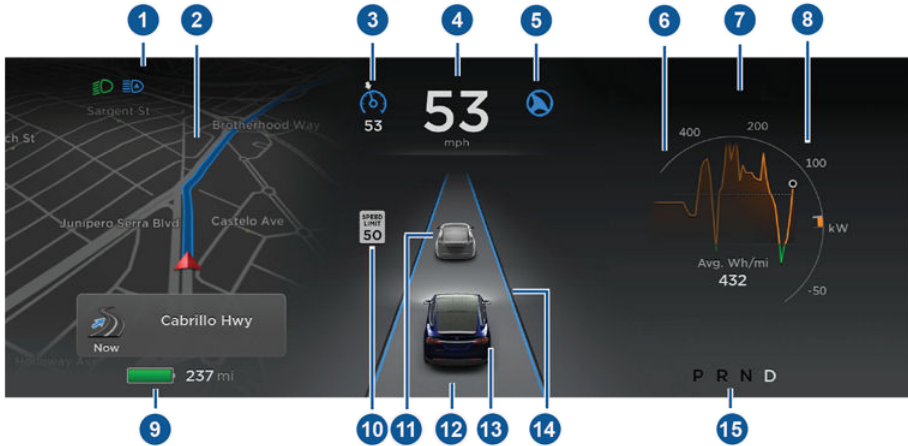 1
2
3
4
5
6
7
8
Sargent St
ch St
Brotherhood Way
Junipero Serra Blvd
Castelo Ave
Cabrillo Hwy
Now
Holloway Ave
237 mi
53
53
mph
SPEED
LIMIT
50
400
200
100
kW
-50
Avg. Wh/mi
432
P R N D
9
10
11
12
13
14
15